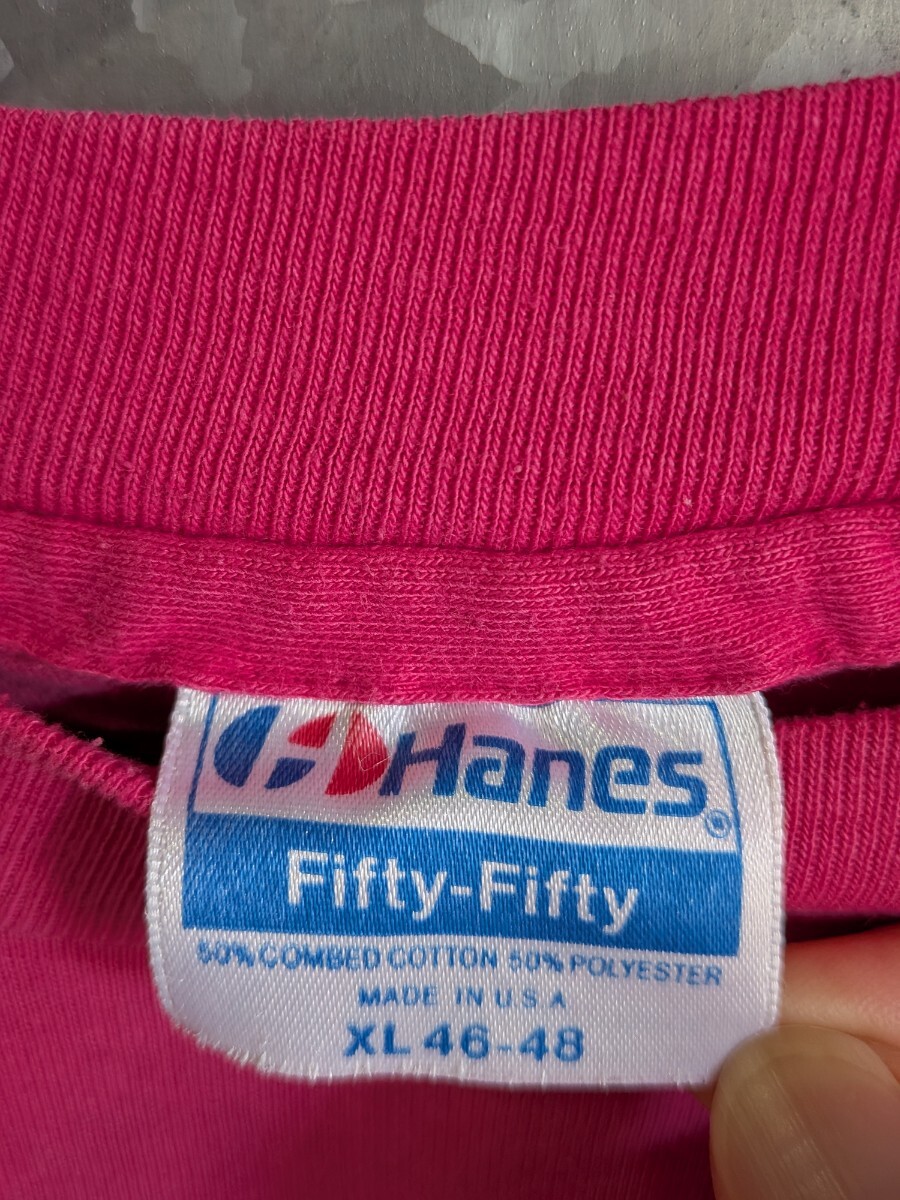 Hanes®
Fifty-Fifty
50% COMBED COTTON 50% POLYESTER
MADE IN U.S.A
XL 46-48